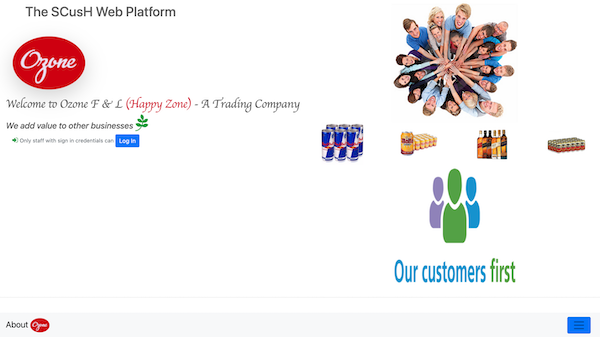 The SCusH Web Platform
Ozone
Welcome to Ozone F & L (Happy Zone) - A Trading Company
We add value to other businesses
Only staff with sign in credentials can Log in
Our customers first
About Ozone